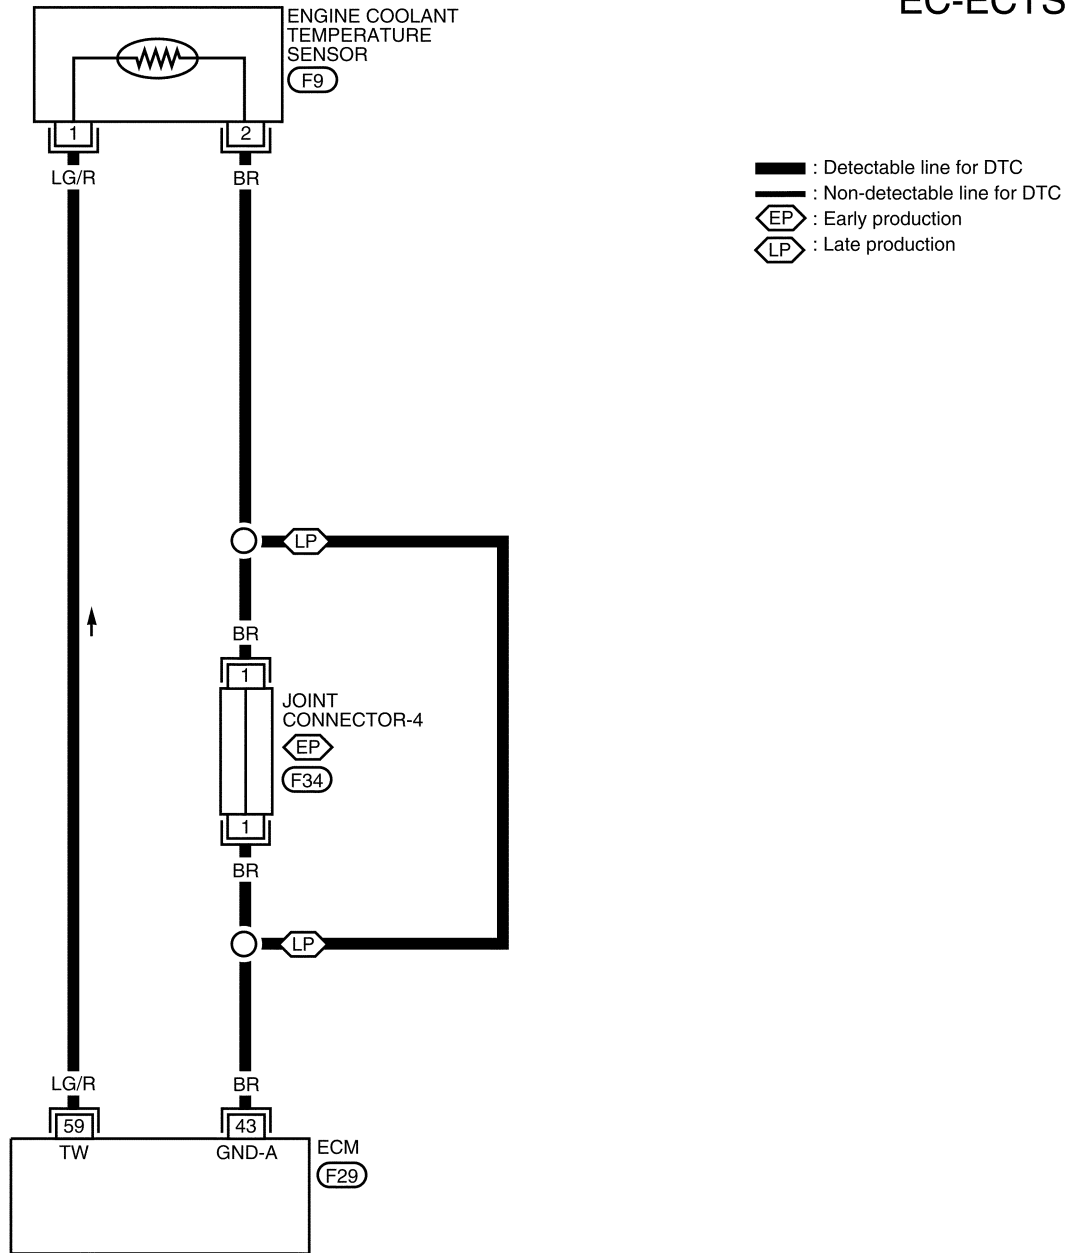 EC-ECTS
ENGINE COOLANT
TEMPERATURE
SENSOR
F9
1
2
LG/R
BR
: Detectable line for DTC
: Non-detectable line for DTC
EP : Early production
LP : Late production
LP
BR
1
JOINT
CONNECTOR-4
EP
F34
1
BR
LP
LG/R
BR
59
43
TW
GND-A
ECM
F29